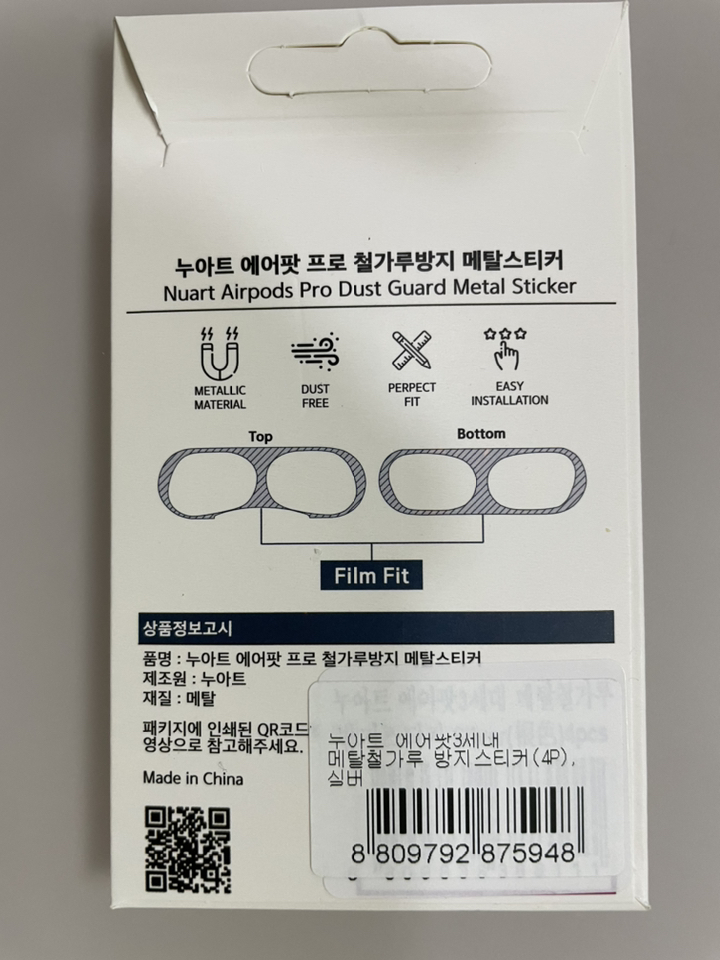 누아트 에어팟 프로 철가루방지 메탈스티커
Nuart Airpods Pro Dust Guard Metal Sticker
METALLIC
MATERIAL
DUST
FREE
PERPECT
FIT
EASY
INSTALLATION
Top
Bottom
Film Fit
상품정보고시
품명 : 누아트 에어팟 프로 철가루방지 메탈스티커
제조원 : 누아트
재질 : 메탈
패키지에 인쇄된 QR코드
영상으로 참고해주세요.
Made in China
누아트 에어팟3세대
메탈철가루 방지스티커(4P),
실버
8 809792 875948